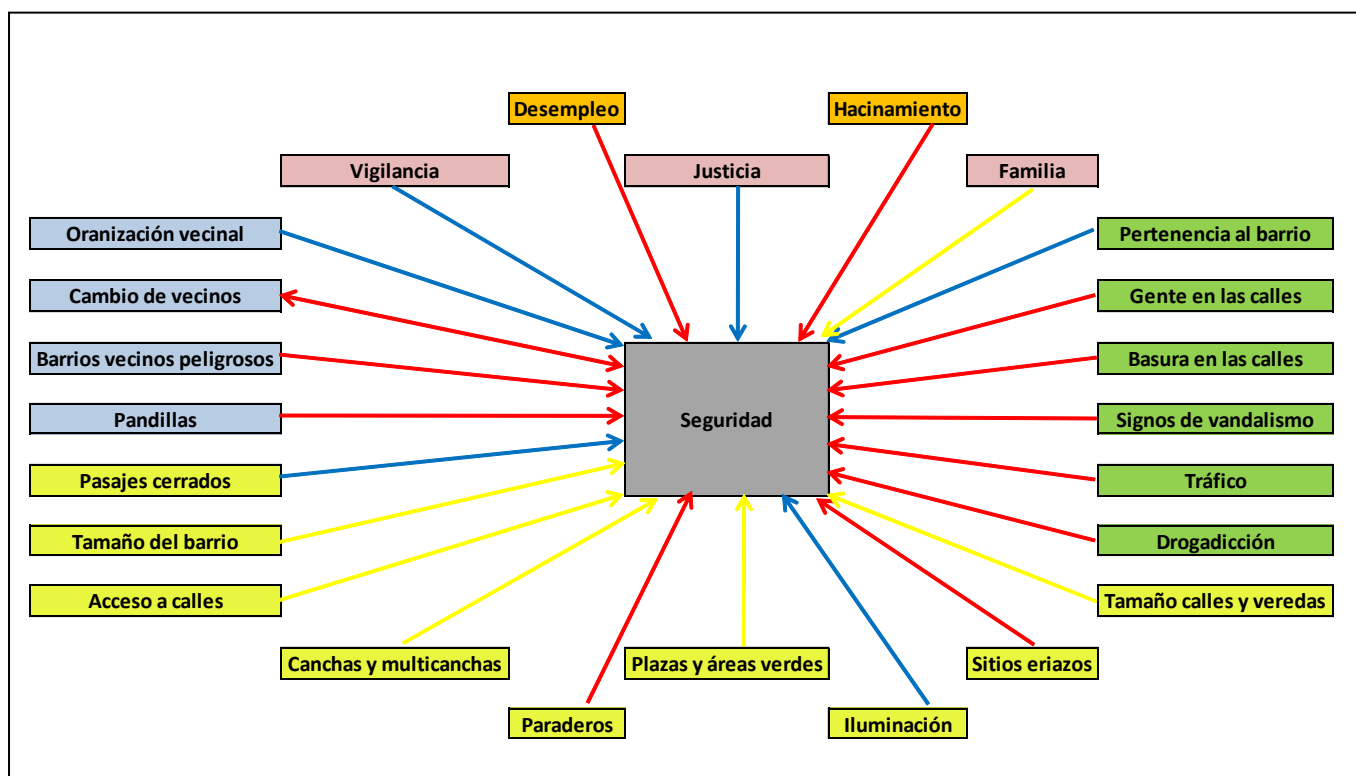 Desempleo
Hacinamiento
Vigilancia
Justicia
Familia
Oranización vecinal
Pertenencia al barrio
Cambio de vecinos
Gente en las calles
Barrios vecinos peligrosos
Basura en las calles
Pandillas
Seguridad
Signos de vandalismo
Pasajes cerrados
Tráfico
Tamaño del barrio
Drogadicción
Acceso a calles
Tamaño calles y veredas
Canchas y multicanchas
Plazas y áreas verdes
Sitios eriazos
Paraderos
Iluminación